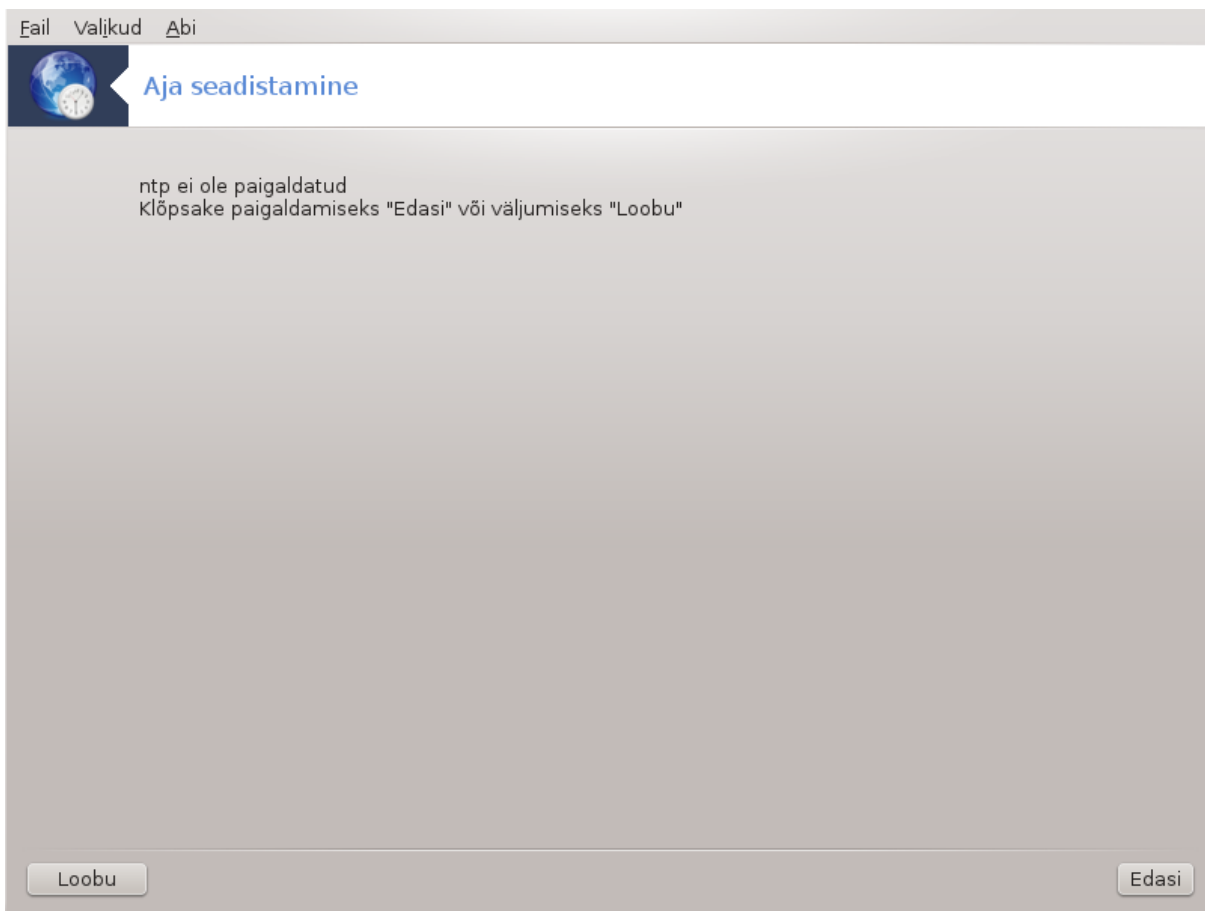 Fail Valikud Abi
Aja seadistamine
ntp ei ole paigaldatud
Klõpsake paigaldamiseks "Edasi" või väljumiseks "Loobu"
Loobu Edasi